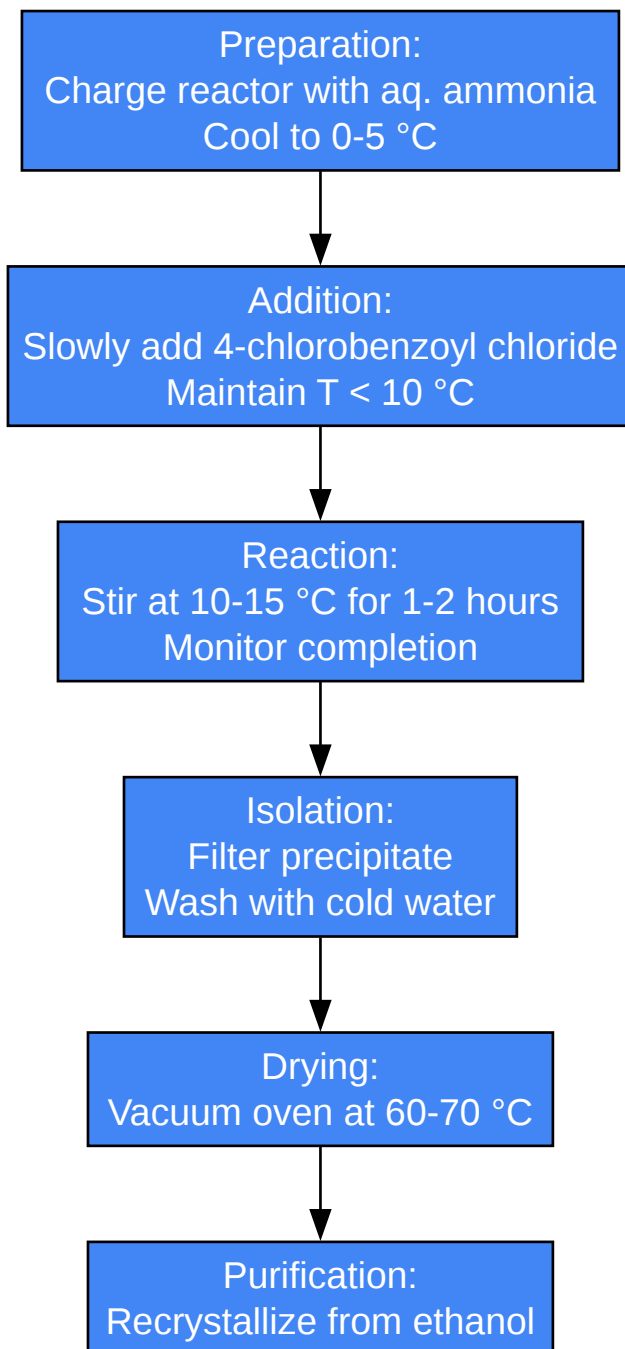 Preparation:
Charge reactor with aq. ammonia
Cool to 0-5 °C
Addition:
Slowly add 4-chlorobenzoyl chloride
Maintain T < 10 °C
Reaction:
Stir at 10-15 °C for 1-2 hours
Monitor completion
Isolation:
Filter precipitate
Wash with cold water
Drying:
Vacuum oven at 60-70 °C
Purification:
Recrystallize from ethanol